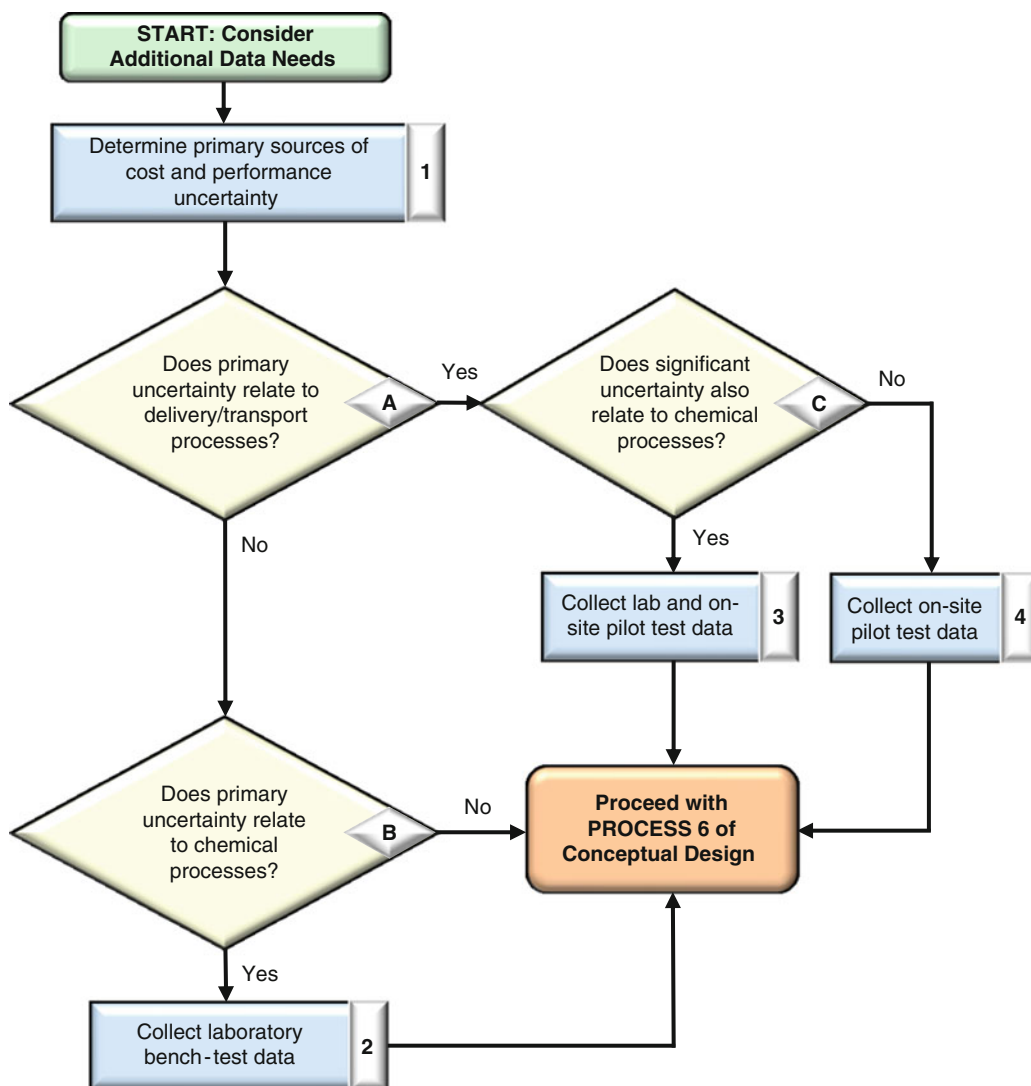 START: Consider
Additional Data Needs
Determine primary sources of
cost and performance
uncertainty
1
Does primary
uncertainty relate to
delivery/transport
processes?
A
Yes
Does significant
uncertainty also
relate to chemical
processes?
C
No
No
Yes
Collect lab and on-
site pilot test data
3
Collect on-site
pilot test data
4
Does primary
uncertainty relate
to chemical
processes?
B
No
Proceed with
PROCESS 6 of
Conceptual Design
Yes
Collect laboratry
bench-test data
2